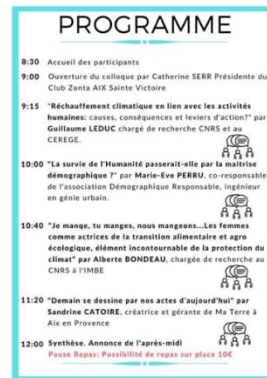 PROGRAMME
8:30 Accueil des participants
9:00 Ouverture du colloque par Catherine SERR Présidente du
Club Zonta AIX Sainte Victoire
9:15 "Réchauffement climatique en lien avec les activités
humaines: causes, conséquences et leviers d'action?" par
Guillaume LEDUC chargé de recherche CNRS et au
CEREGE.
10:00 "La survie de l'Humanité passerait-elle par la maitrise
démographique ?" par Marie-Eve PERRU, co-responsable
de l'association Démographique Responsable, ingénieur
en génie urbain.
10:40 "Je mange, tu manges, nous mangeons...Les femmes
comme actrices de la transition alimentaire et agro
écologique, élément incontournable de la protection du
climat" par Alberte BONDEAU, chargée de recherche au
CNRS à l'IMBE
11:20 "Demain se dessine par nos actes d'aujourd'hui" par
Sandrine CATOIRE, créatrice et gérante de Ma Terre à
Aix en Provence
12:00 Synthèse. Annonce de l'après-midi
Pause Repas: Possibilité de repas sur place 10€